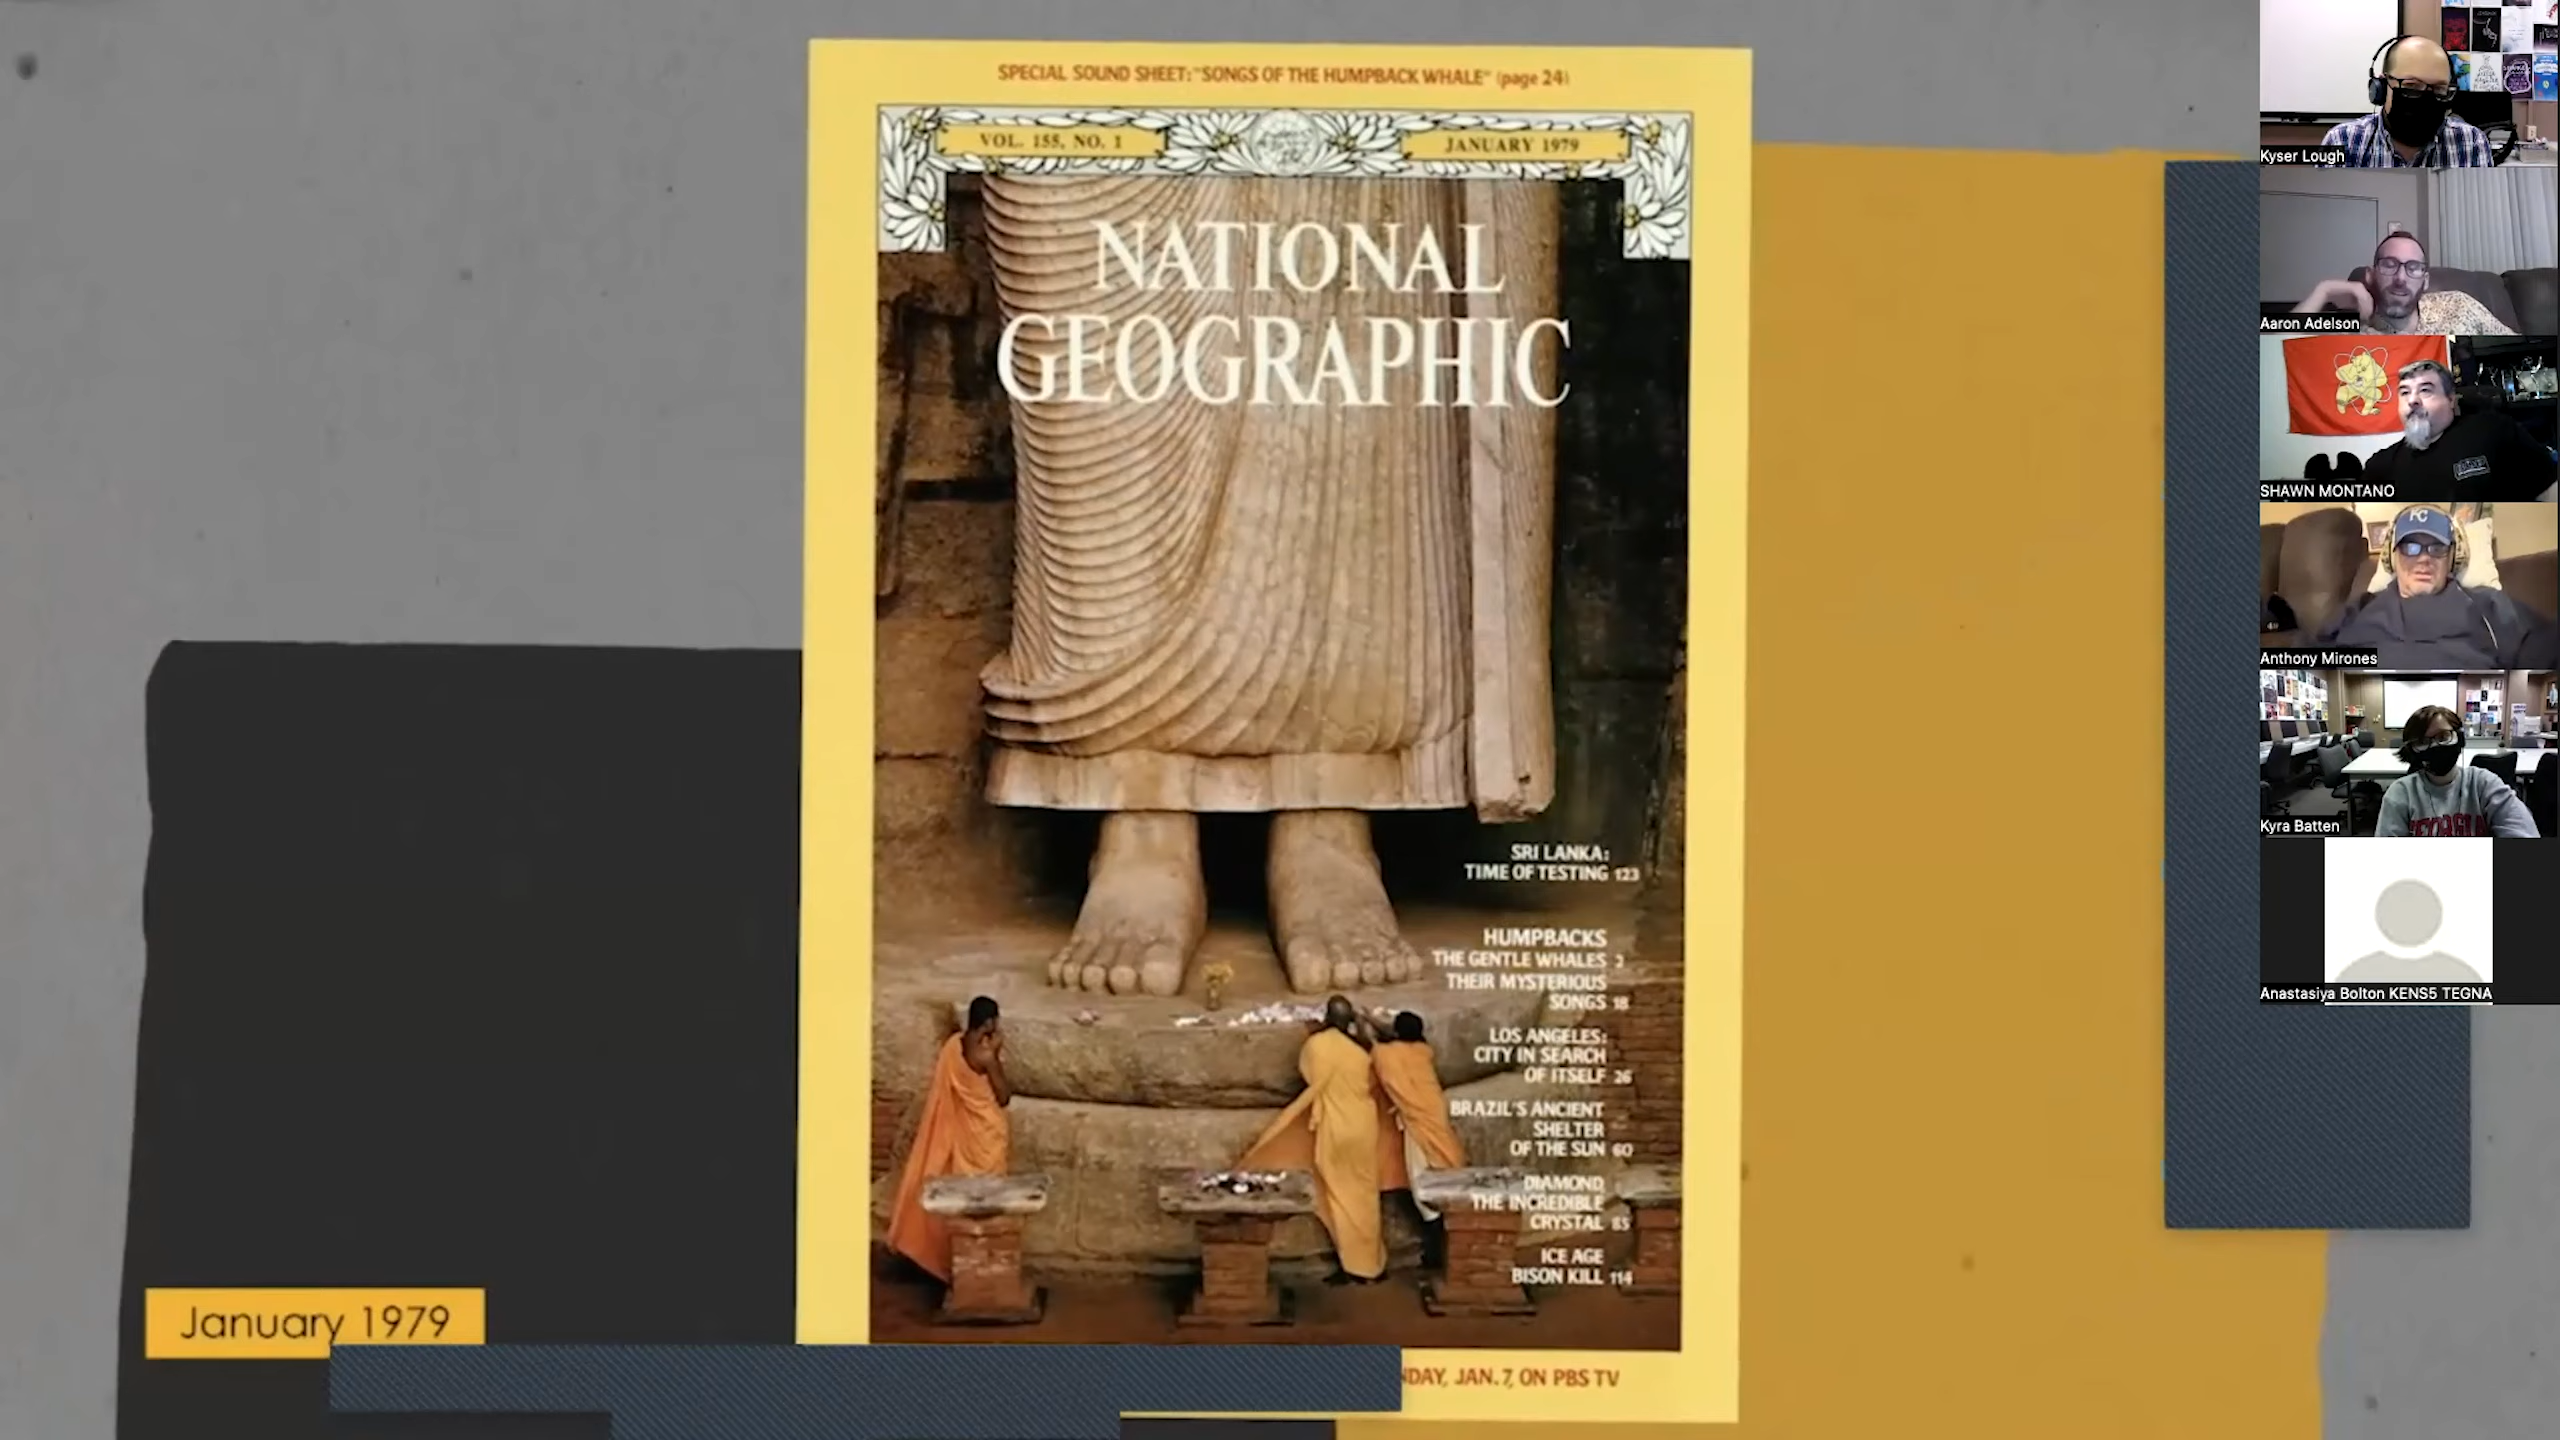 SPECIAL SOUND SHEET: "SONGS OF THE HUMPBACK WHALE" (page 24)
VOL. 155, NO. 1
JANUARY 1979
NATIONAL
GEOGRAPHIC
SRI LANKA:
TIME OF TESTING 123
HUMPBACKS
THE GENTLE WHALES 2
THEIR MYSTERIOUS
SONGS 18
LOS ANGELES:
CITY IN SEARCH
OF ITSELF 26
BRAZIL'S ANCIENT
SHELTER
OF THE SUN 60
DIAMOND
THE INCREDIBLE
CRYSTAL 85
ICE AGE
BISON KILL 114
NDAY, JAN. 7, ON PBS TV
January 1979
Kyser Lough
Aaron Adelson
SHAWN MONTANO
KC
Anthony Mirones
GEORGIA
Kyra Batten
Anastasiya Bolton KENS5 TEGNA